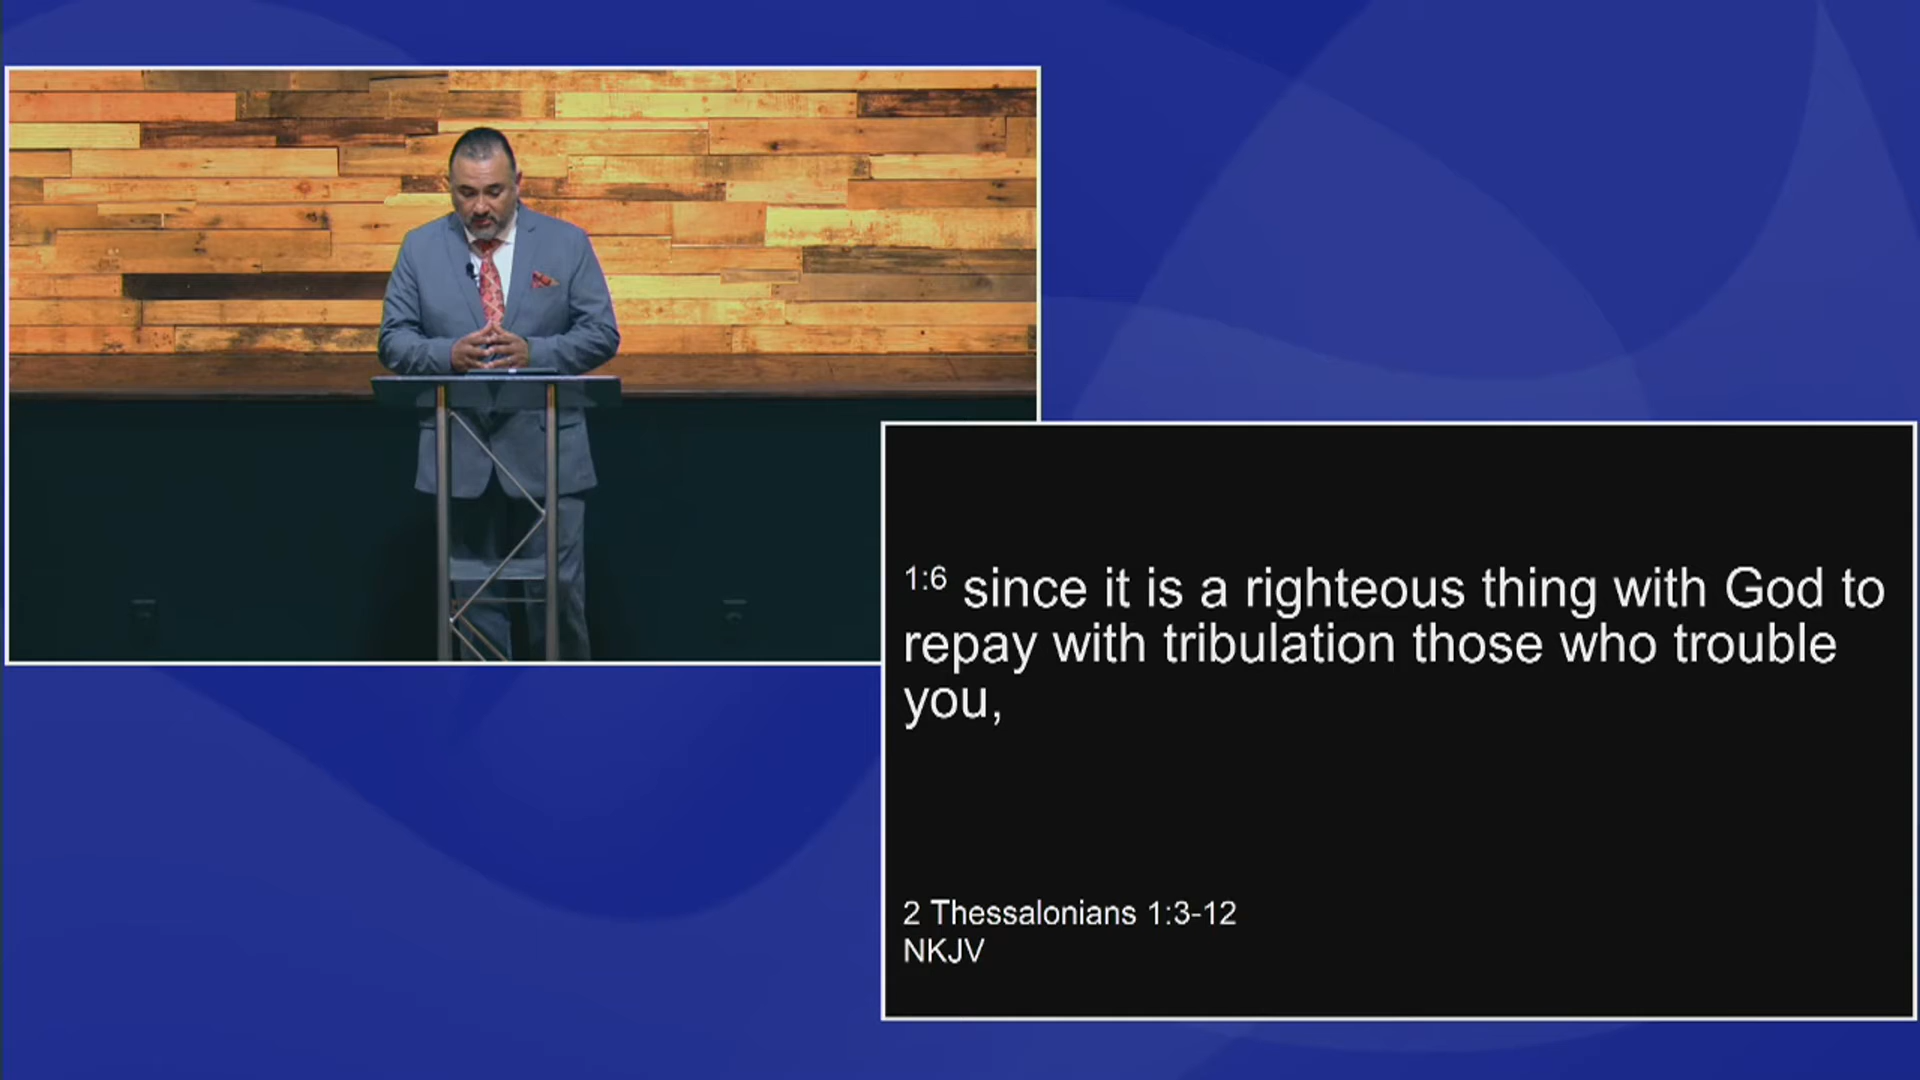 1:6 since it is a righteous thing with God to
repay with tribulation those who trouble
you,
2 Thessalonians 1:3-12
NKJV